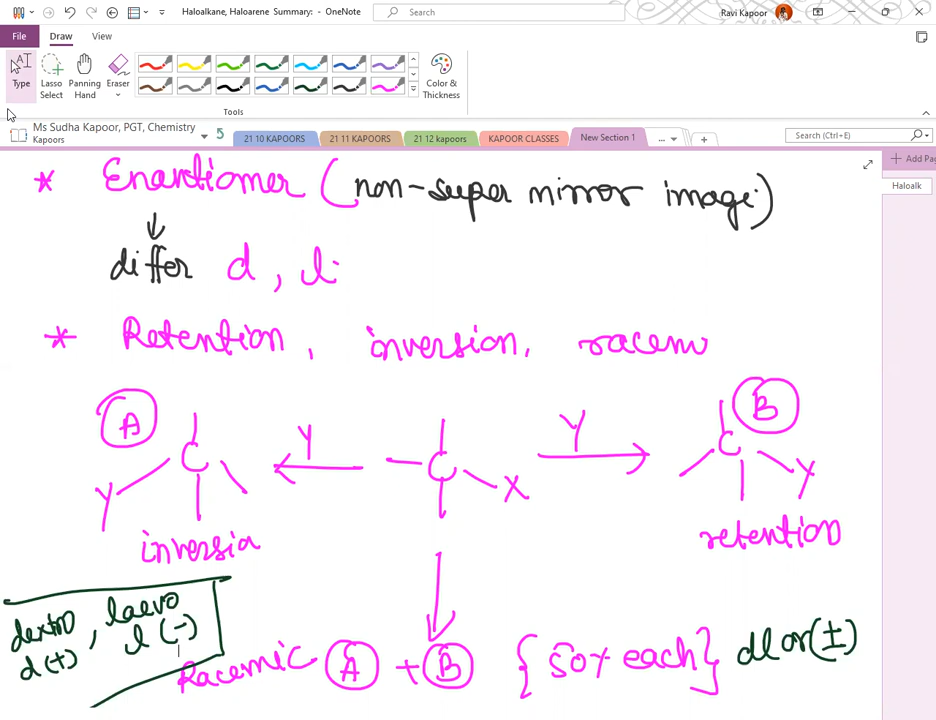 Haloalkane, Haloarene Summary: - OneNote
Search
Ravi Kapoor
File
Draw
View
Type
Lasso Select
Panning Hand
Eraser
Color & Thickness
Tools
Ms Sudha Kapoor, PGT, Chemistry
Kapoors
21 10 KAPOORS
21 11 KAPOORS
21 12 kapoors
KAPOOR CLASSES
New Section 1
...
Search (Ctrl+E)
Add Pag
Haloalk
* Enantiomer (non-super mirror image)
differ d, l
* Retention, inversion, racemo
A
B
Y
Y
C
C
C
Y
X
Y
inversia
retention
dextro, laevo
d(+) l(-)
Racemic A + B {50% each} dl or (±)